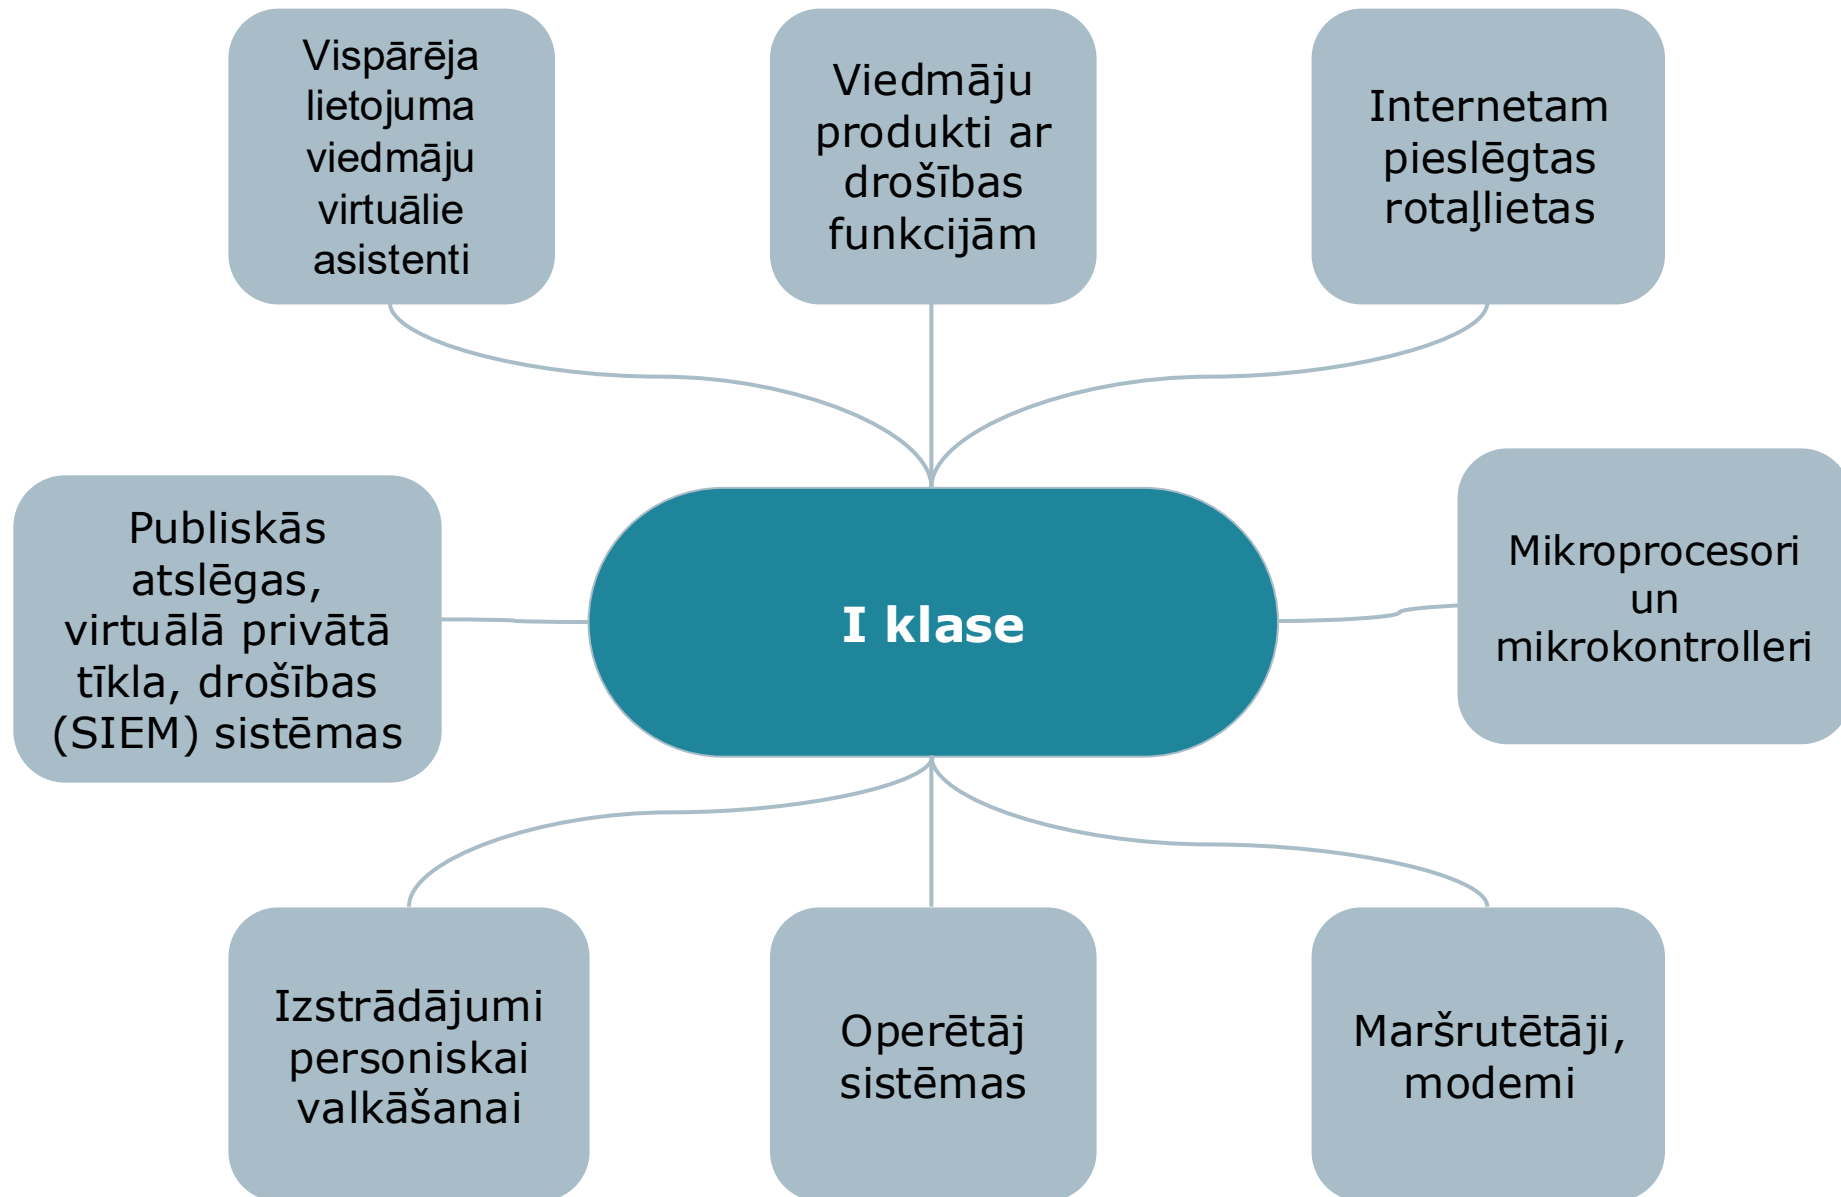 Vispārēja
lietojuma
viedmāju
virtuālie
asistenti
Viedmāju
produkti ar
drošības
funkcijām
Internetam
pieslēgtas
rotaļlietas
Publiskās
atslēgas,
virtuālā privātā
tīkla, drošības
(SIEM) sistēmas
I klase
Mikroprocesori
un
mikrokontrolleri
Izstrādājumi
personiskai
valkāšanai
Operētāj
sistēmas
Maršrutētāji,
modemi